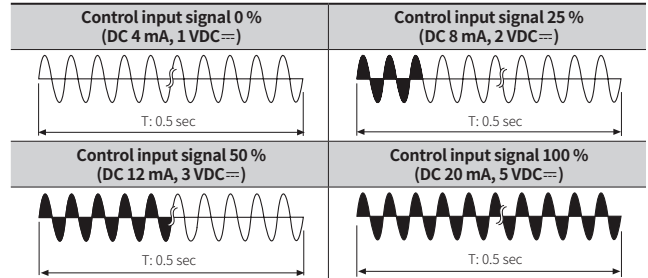 Control input signal 0 %
(DC 4 mA, 1 VDC⎓)
Control input signal 25 %
(DC 8 mA, 2 VDC⎓)
T: 0.5 sec
T: 0.5 sec
Control input signal 50 %
(DC 12 mA, 3 VDC⎓)
Control input signal 100 %
(DC 20 mA, 5 VDC⎓)
T: 0.5 sec
T: 0.5 sec